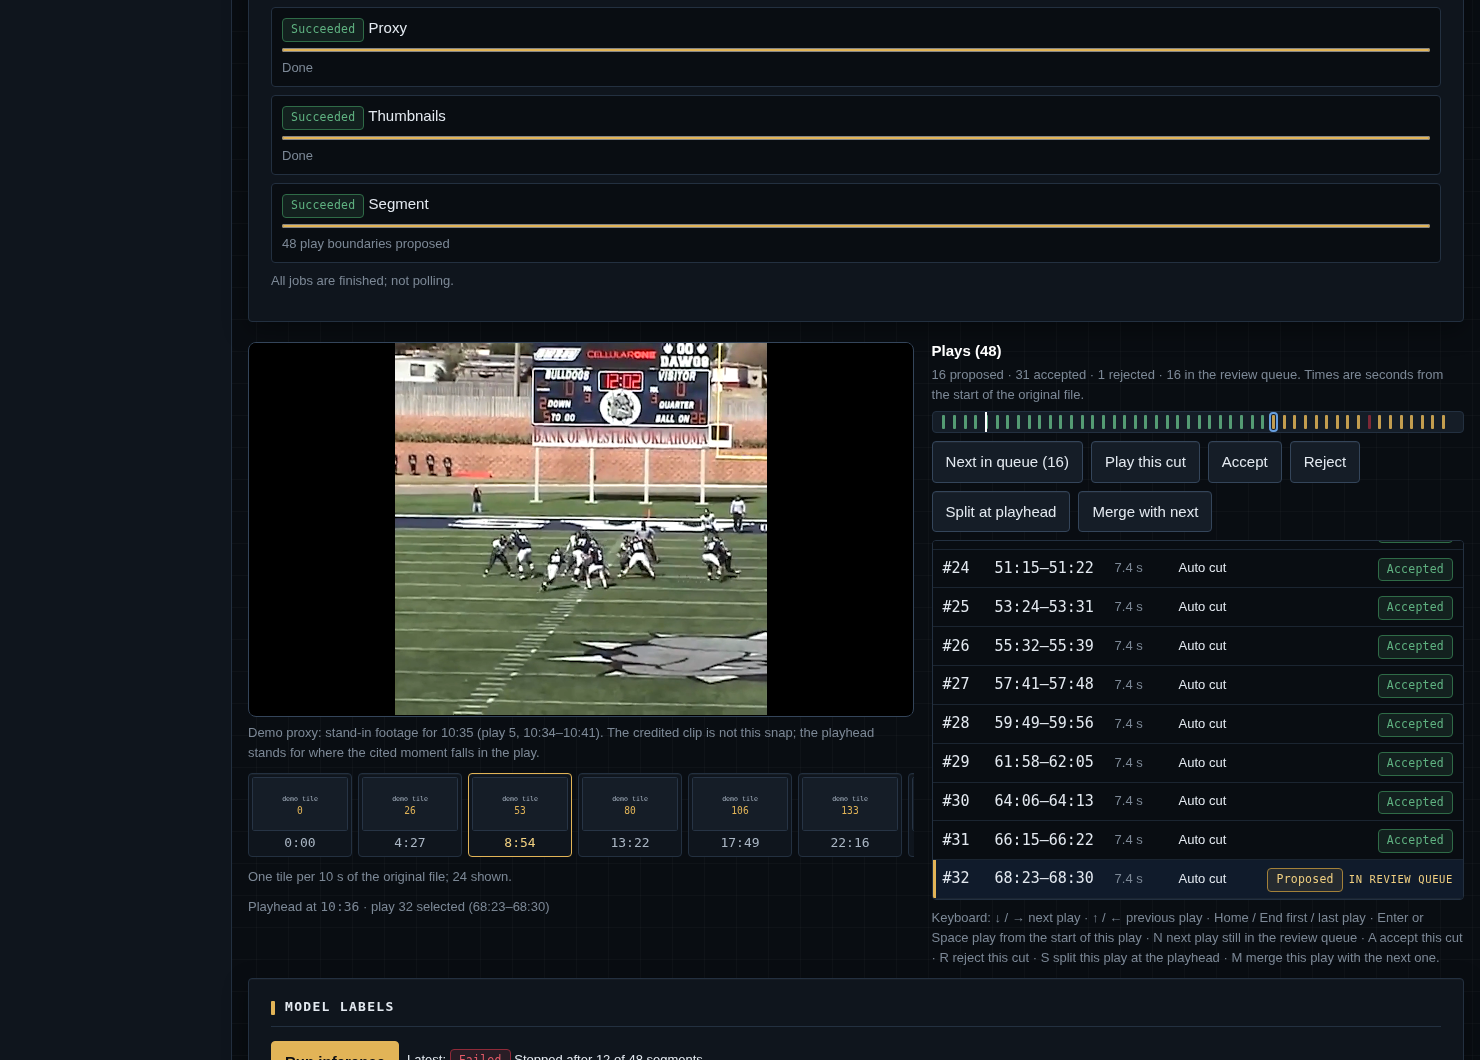 Succeeded Proxy
Done
Succeeded Thumbnails
Done
Succeeded Segment
48 play boundaries proposed
All jobs are finished; not polling.
CELLULARONE
DAWGS
BULLDOGS 12:02 VISITOR
DOWN QUARTER
TO GO BALL ON
BANK OF WESTERN OKLAHOMA
Demo proxy: stand-in footage for 10:35 (play 5, 10:34–10:41). The credited clip is not this snap; the playhead
stands for where the cited moment falls in the play.
demo tile demo tile demo tile demo tile demo tile demo tile
0 26 53 80 106 133
0:00 4:27 8:54 13:22 17:49 22:16
One tile per 10 s of the original file; 24 shown.
Playhead at 10:36 · play 32 selected (68:23–68:30)
Plays (48)
16 proposed · 31 accepted · 1 rejected · 16 in the review queue. Times are seconds from
the start of the original file.
Next in queue (16) Play this cut Accept Reject
Split at playhead Merge with next
#24 51:15–51:22 7.4 s Auto cut Accepted
#25 53:24–53:31 7.4 s Auto cut Accepted
#26 55:32–55:39 7.4 s Auto cut Accepted
#27 57:41–57:48 7.4 s Auto cut Accepted
#28 59:49–59:56 7.4 s Auto cut Accepted
#29 61:58–62:05 7.4 s Auto cut Accepted
#30 64:06–64:13 7.4 s Auto cut Accepted
#31 66:15–66:22 7.4 s Auto cut Accepted
#32 68:23–68:30 7.4 s Auto cut Proposed IN REVIEW QUEUE
Keyboard: ↓ / → next play · ↑ / ← previous play · Home / End first / last play · Enter or
Space play from the start of this play · N next play still in the review queue · A accept this cut
· R reject this cut · S split this play at the playhead · M merge this play with the next one.
MODEL LABELS
Run inference Latest: Failed Stopped after 12 of 48 segments